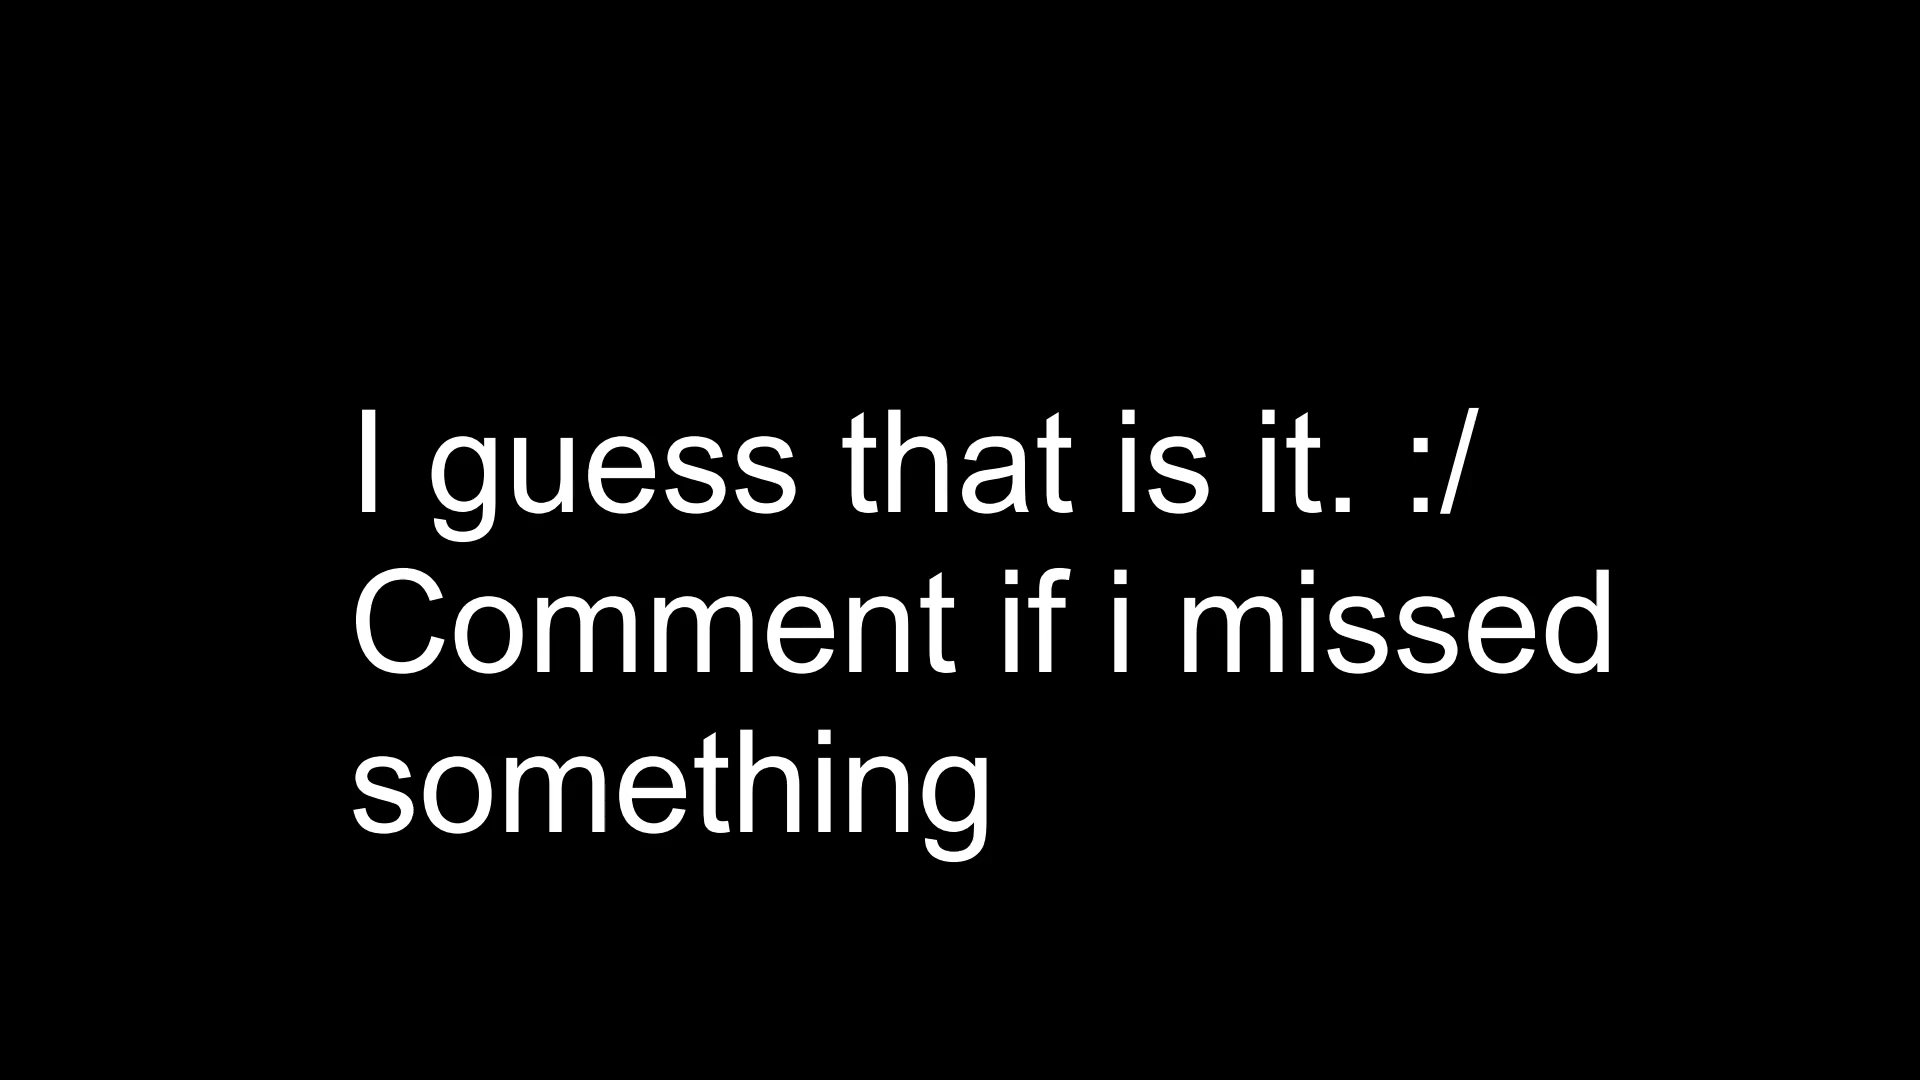 I guess that is it. :/
Comment if i missed
something